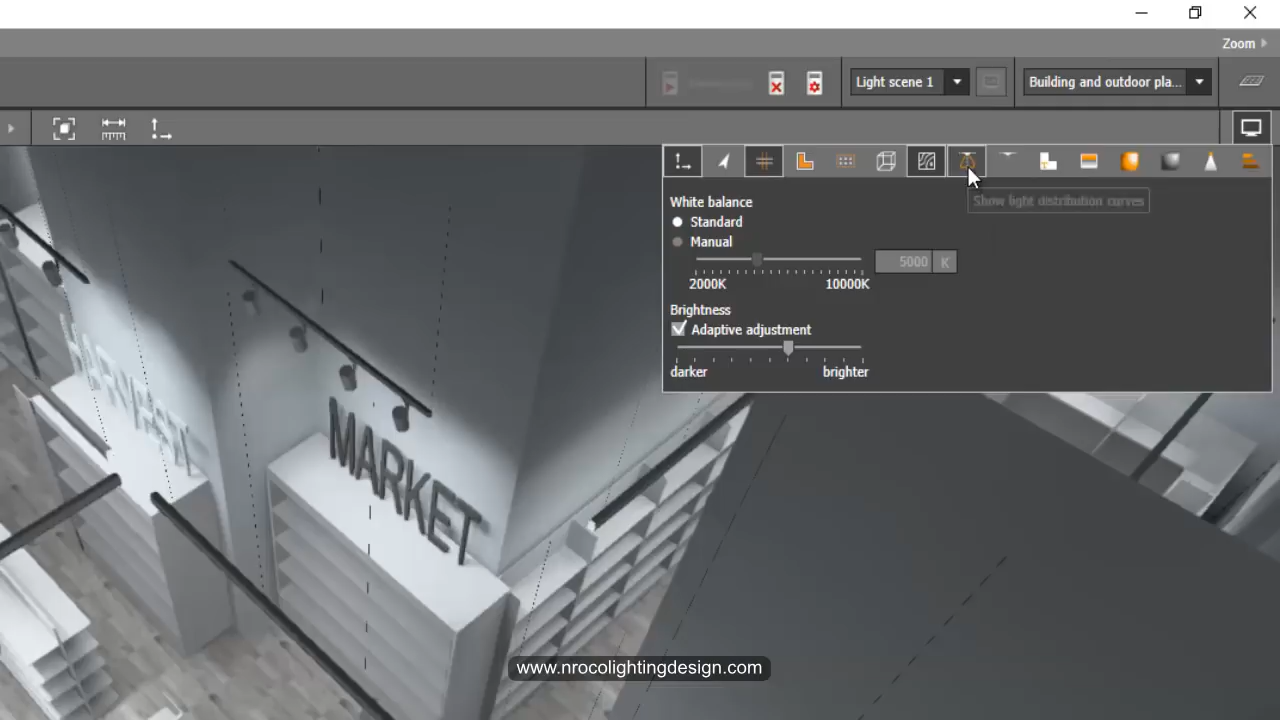 Zoom
Light scene 1
Building and outdoor pla...
Show light distribution curves
White balance
Standard
Manual
5000 K
2000K 10000K
Brightness
Adaptive adjustment
darker brighter
MARKET
MARKET
www.nrocolightingdesign.com